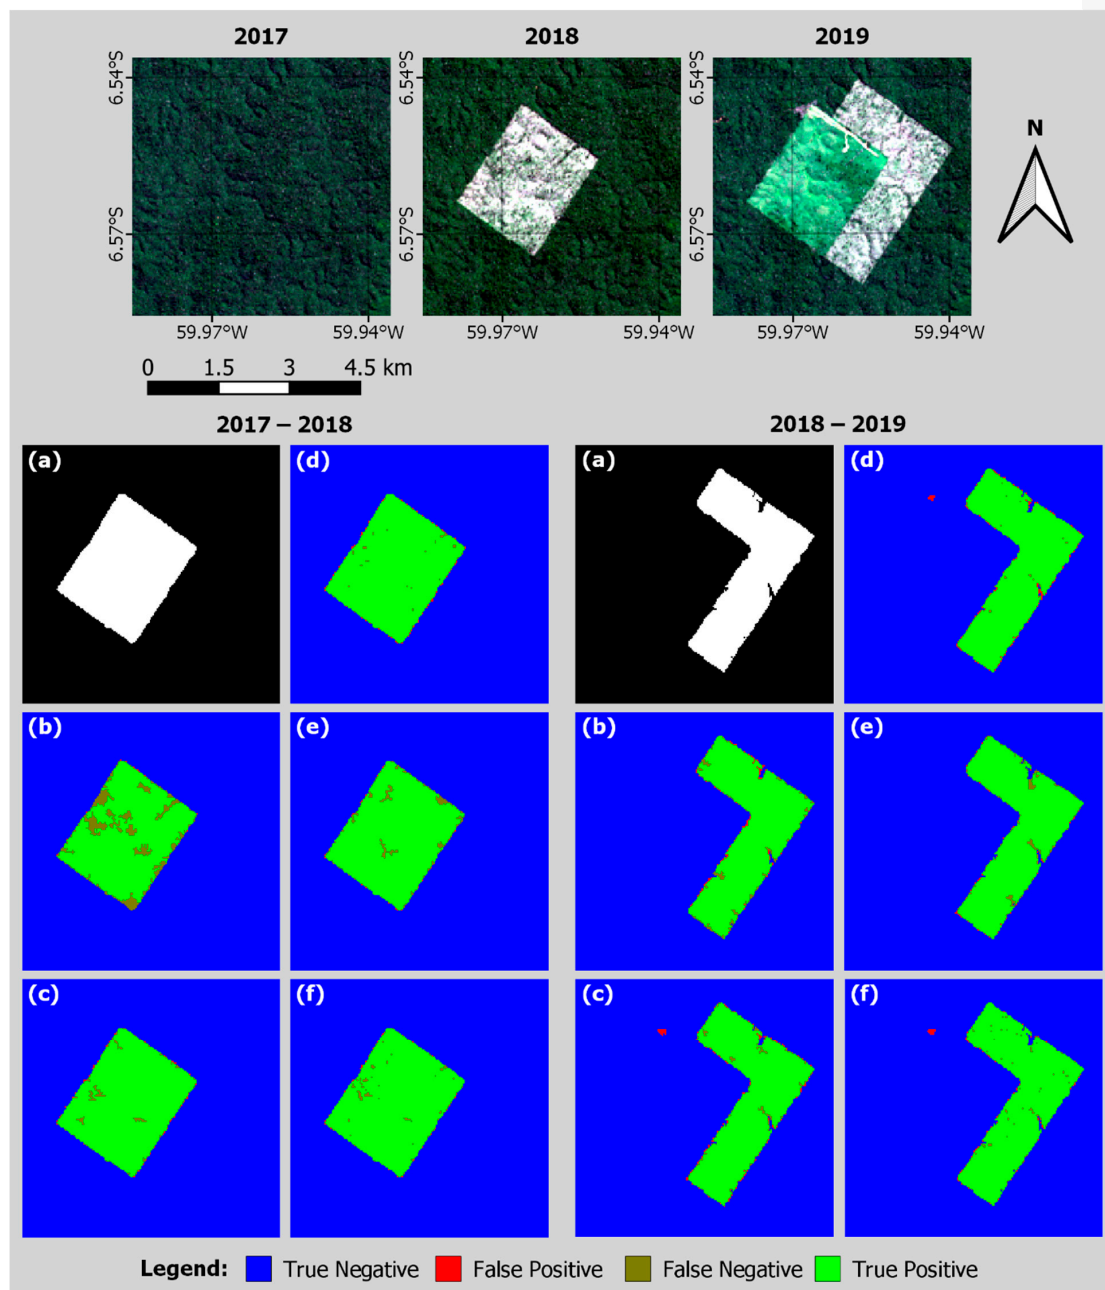 2017 2018 2019
6.54°S 6.54°S 6.54°S
N
6.57°S 6.57°S 6.57°S
59.97°W 59.94°W 59.97°W 59.94°W 59.97°W 59.94°W
0 1.5 3 4.5 km
2017 – 2018 2018 – 2019
(a) (d) (a) (d)
(b) (e) (b) (e)
(c) (f) (c) (f)
Legend: True Negative False Positive False Negative True Positive